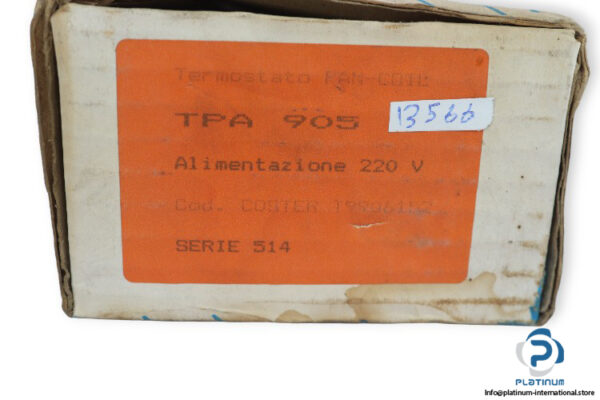 Termostato FAN-COIL
TPA 905
13566
Alimentazione 220 V
Cod. COSTER
SERIE 514
PLATINUM
Info@platinum-international.store